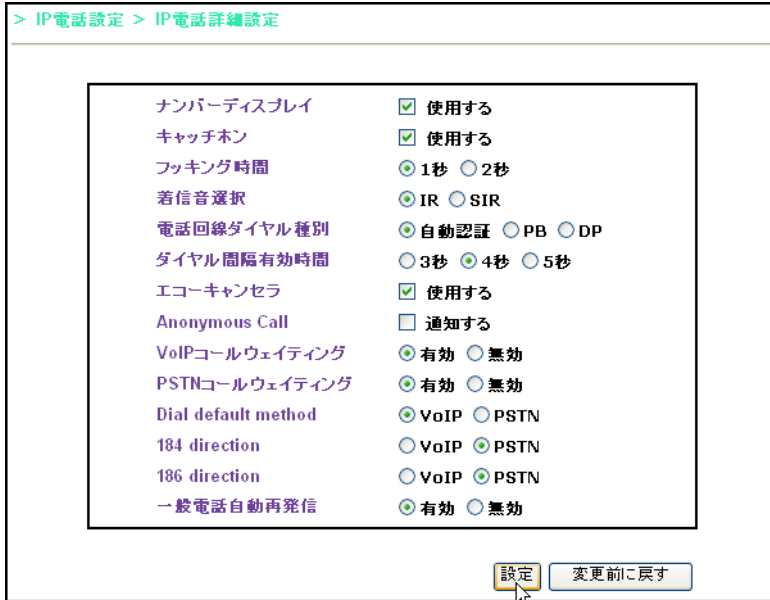 > IP電話設定 > IP電話詳細設定
ナンバーディスプレイ 使用する
キャッチホン 使用する
フッキング時間 1秒 2秒
着信音選択 IR SIR
電話回線ダイヤル種別 自動認証 PB DP
ダイヤル間隔有効時間 3秒 4秒 5秒
エコーキャンセラ 使用する
Anonymous Call 通知する
VoIPコールウェイティング 有効 無効
PSTNコールウェイティング 有効 無効
Dial default method VoIP PSTN
184 direction VoIP PSTN
186 direction VoIP PSTN
一般電話自動再発信 有効 無効
設定 変更前に戻す